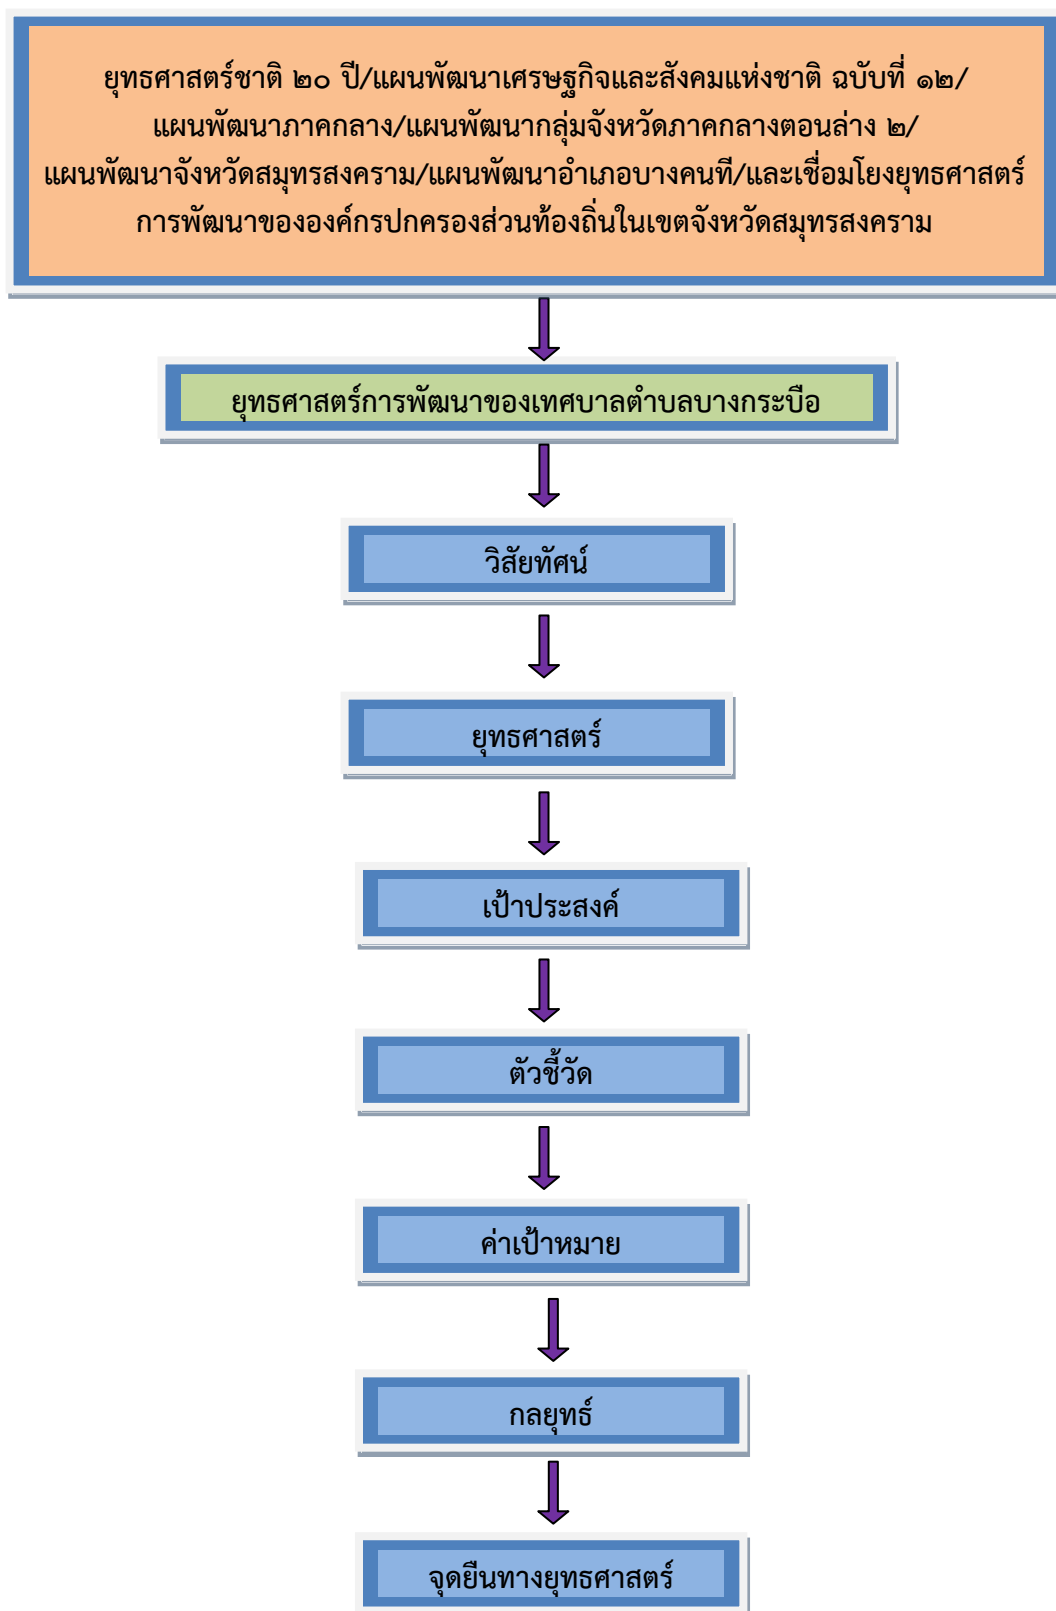 ยุทธศาสตร์ชาติ ๒๐ ปี/แผนพัฒนาเศรษฐกิจและสังคมแห่งชาติ ฉบับที่ ๑๒/
แผนพัฒนาภาคกลาง/แผนพัฒนากลุ่มจังหวัดภาคกลางตอนล่าง ๒/
แผนพัฒนาจังหวัดสมุทรสงคราม/แผนพัฒนาอำเภอบางคนที/และเชื่อมโยงยุทธศาสตร์
การพัฒนาขององค์กรปกครองส่วนท้องถิ่นในเขตจังหวัดสมุทรสงคราม
ยุทธศาสตร์การพัฒนาของเทศบาลตำบลบางกระบือ
วิสัยทัศน์
ยุทธศาสตร์
เป้าประสงค์
ตัวชี้วัด
ค่าเป้าหมาย
กลยุทธ์
จุดยืนทางยุทธศาสตร์